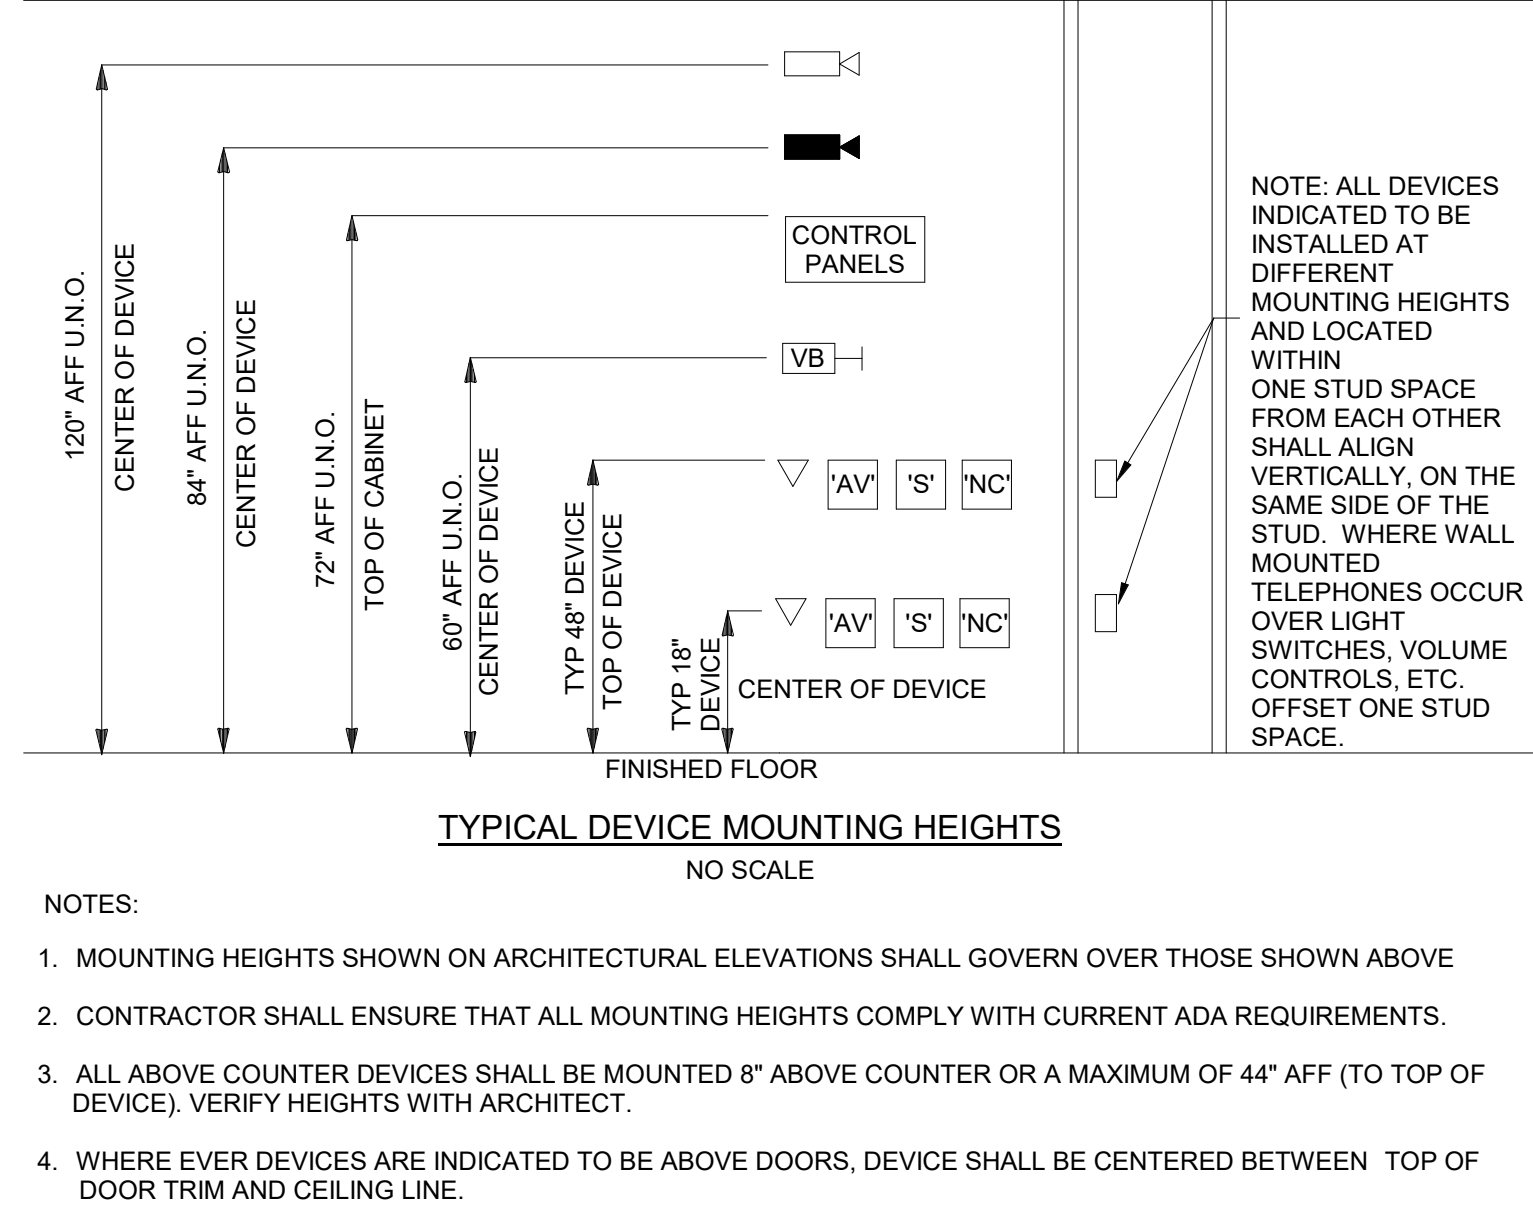 120" AFF U.N.O.
CENTER OF DEVICE
84" AFF U.N.O.
CENTER OF DEVICE
72" AFF U.N.O.
TOP OF CABINET
60" AFF U.N.O.
CENTER OF DEVICE
TYP 48" DEVICE
TOP OF DEVICE
TYP 18"
DEVICE
CENTER OF DEVICE
CONTROL
PANELS
VB
'AV' 'S' 'NC'
'AV' 'S' 'NC'
NOTE: ALL DEVICES
INDICATED TO BE
INSTALLED AT
DIFFERENT
MOUNTING HEIGHTS
AND LOCATED
WITHIN
ONE STUD SPACE
FROM EACH OTHER
SHALL ALIGN
VERTICALLY, ON THE
SAME SIDE OF THE
STUD. WHERE WALL
MOUNTED
TELEPHONES OCCUR
OVER LIGHT
SWITCHES, VOLUME
CONTROLS, ETC.
OFFSET ONE STUD
SPACE.
FINISHED FLOOR
TYPICAL DEVICE MOUNTING HEIGHTS
NO SCALE
NOTES:
1. MOUNTING HEIGHTS SHOWN ON ARCHITECTURAL ELEVATIONS SHALL GOVERN OVER THOSE SHOWN ABOVE
2. CONTRACTOR SHALL ENSURE THAT ALL MOUNTING HEIGHTS COMPLY WITH CURRENT ADA REQUIREMENTS.
3. ALL ABOVE COUNTER DEVICES SHALL BE MOUNTED 8" ABOVE COUNTER OR A MAXIMUM OF 44" AFF (TO TOP OF
DEVICE). VERIFY HEIGHTS WITH ARCHITECT.
4. WHERE EVER DEVICES ARE INDICATED TO BE ABOVE DOORS, DEVICE SHALL BE CENTERED BETWEEN TOP OF
DOOR TRIM AND CEILING LINE.